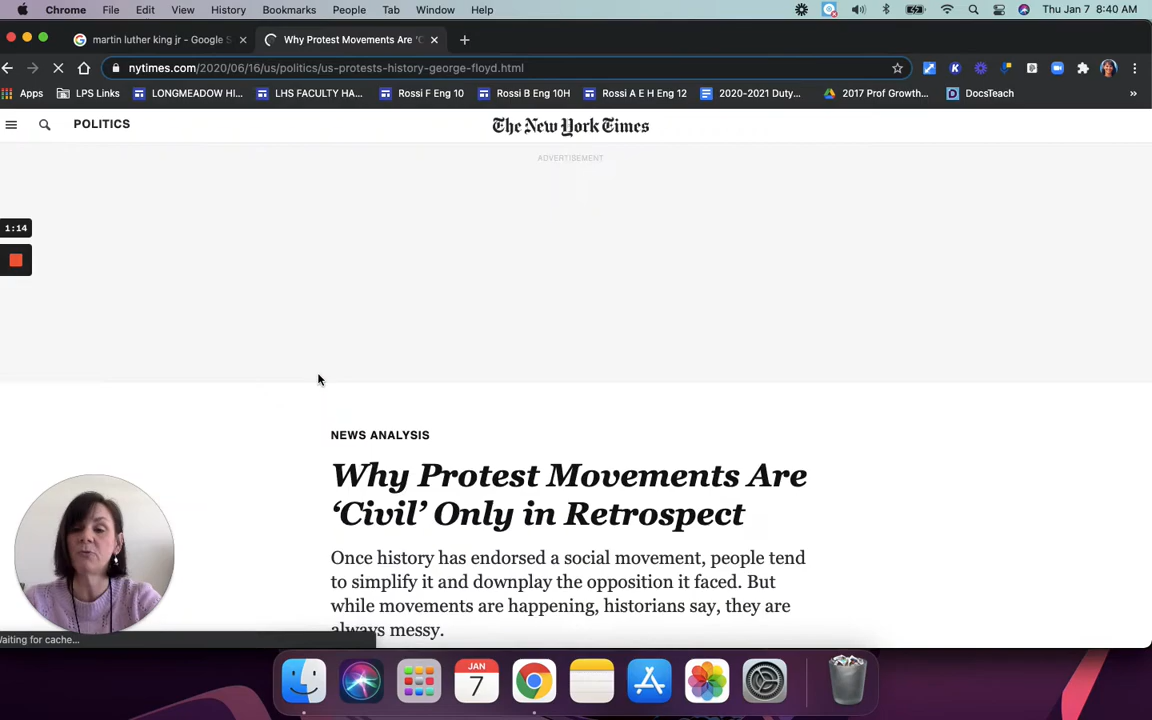 Chrome File Edit View History Bookmarks People Tab Window Help Thu Jan 7 8:40 AM
martin luther king jr - Google S Why Protest Movements Are 'C
nytimes.com/2020/06/16/us/politics/us-protests-history-george-floyd.html
Apps LPS Links LONGMEADOW HI... LHS FACULTY HA... Rossi F Eng 10 Rossi B Eng 10H Rossi A E H Eng 12 2020-2021 Duty... 2017 Prof Growth... DocsTeach »
POLITICS The New York Times
ADVERTISEMENT
1:14
NEWS ANALYSIS
Why Protest Movements Are
'Civil' Only in Retrospect
Once history has endorsed a social movement, people tend
to simplify it and downplay the opposition it faced. But
while movements are happening, historians say, they are
always messy.
Waiting for cache...
JAN
7